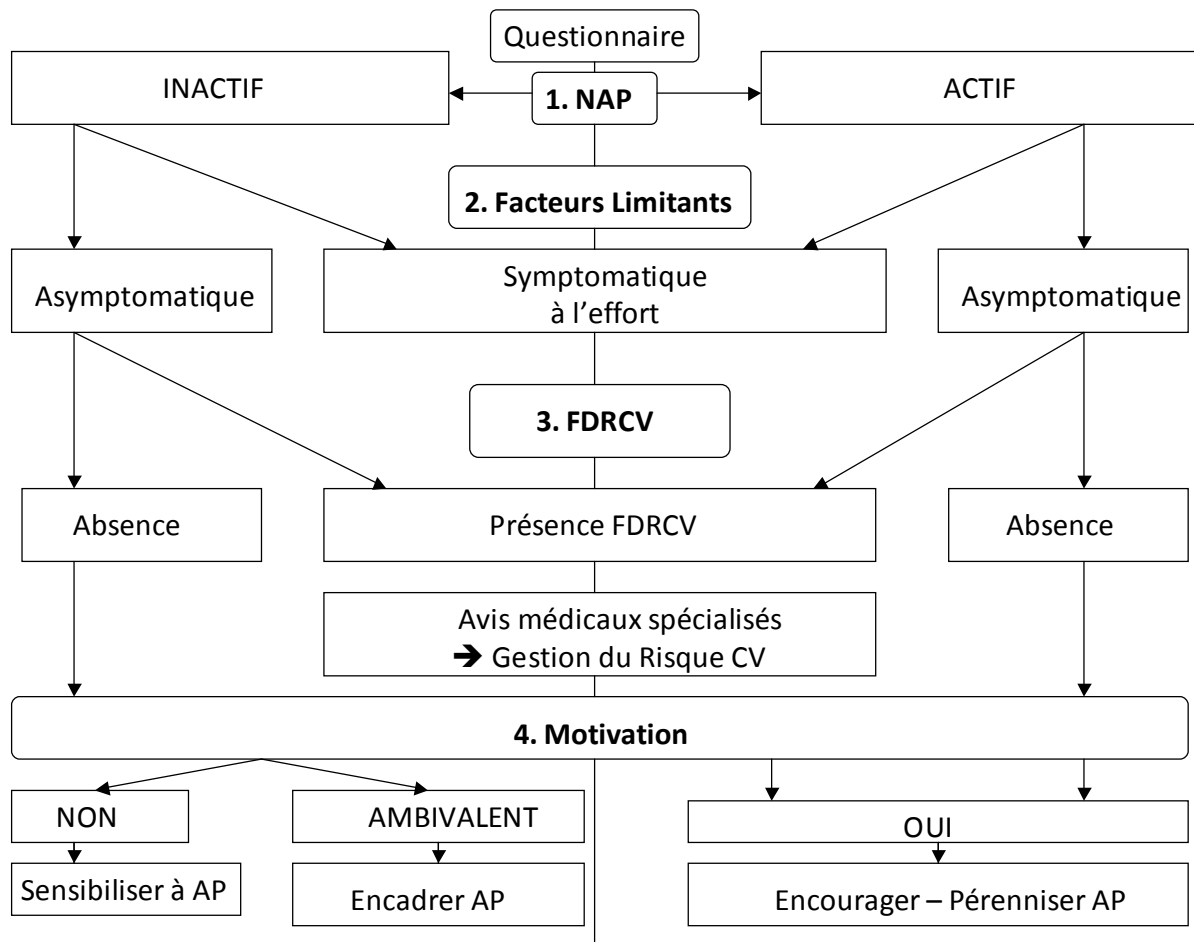 Questionnaire
INACTIF
1. NAP
ACTIF
2. Facteurs Limitants
Asymptomatique
Symptomatique
à l’effort
Asymptomatique
3. FDRCV
Absence
Présence FDRCV
Absence
Avis médicaux spécialisés
➔ Gestion du Risque CV
4. Motivation
NON
AMBIVALENT
OUI
Sensibiliser à AP
Encadrer AP
Encourager – Pérenniser AP